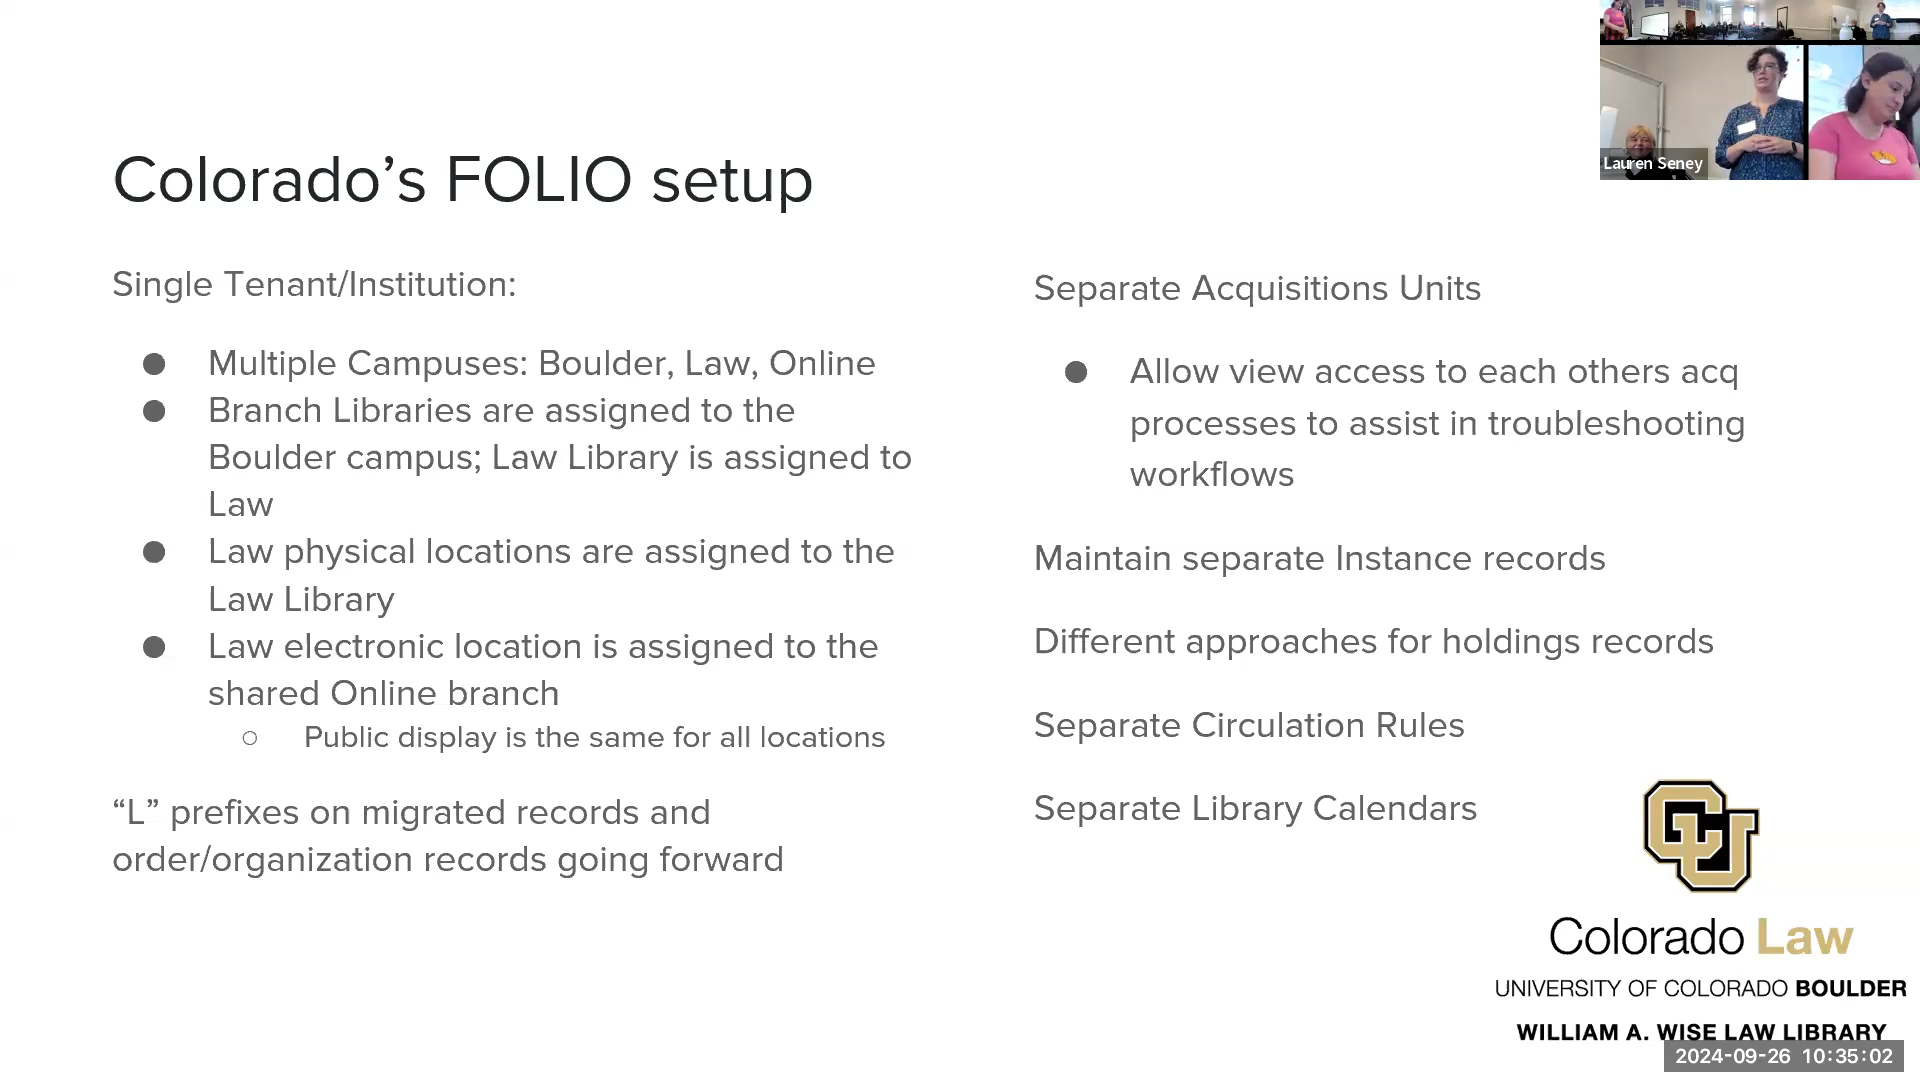 Colorado’s FOLIO setup
Single Tenant/Institution:
● Multiple Campuses: Boulder, Law, Online
● Branch Libraries are assigned to the
Boulder campus; Law Library is assigned to
Law
● Law physical locations are assigned to the
Law Library
● Law electronic location is assigned to the
shared Online branch
○ Public display is the same for all locations
“L” prefixes on migrated records and
order/organization records going forward
Separate Acquisitions Units
● Allow view access to each others acq
processes to assist in troubleshooting
workflows
Maintain separate Instance records
Different approaches for holdings records
Separate Circulation Rules
Separate Library Calendars
Lauren Seney
CU
Colorado Law
UNIVERSITY OF COLORADO BOULDER
WILLIAM A. WISE LAW LIBRARY
2024-09-26 10:35:02